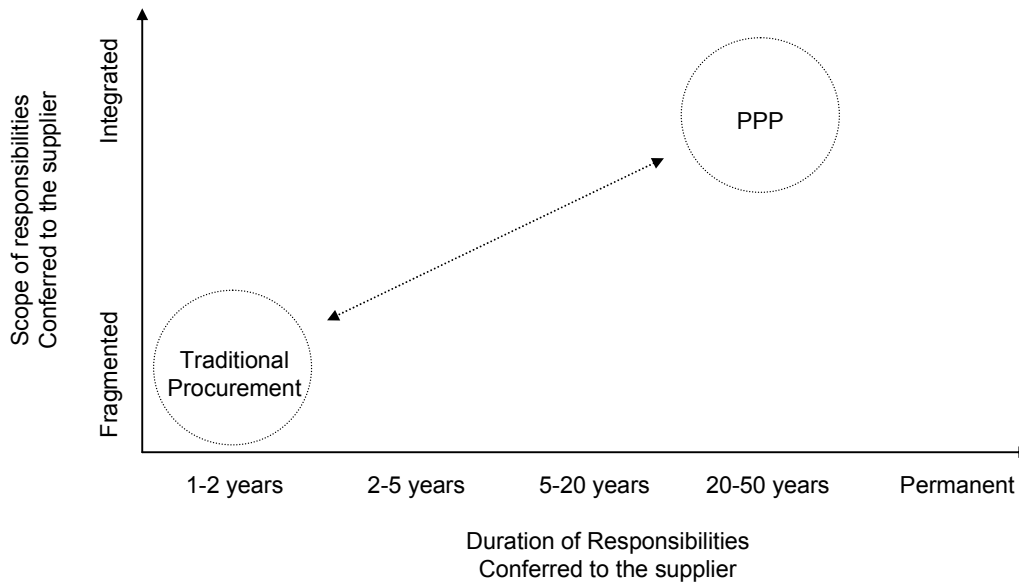 Scope of responsibilities
Conferred to the supplier
Integrated
Fragmented
PPP
Traditional
Procurement
1-2 years
2-5 years
5-20 years
20-50 years
Permanent
Duration of Responsibilities
Conferred to the supplier